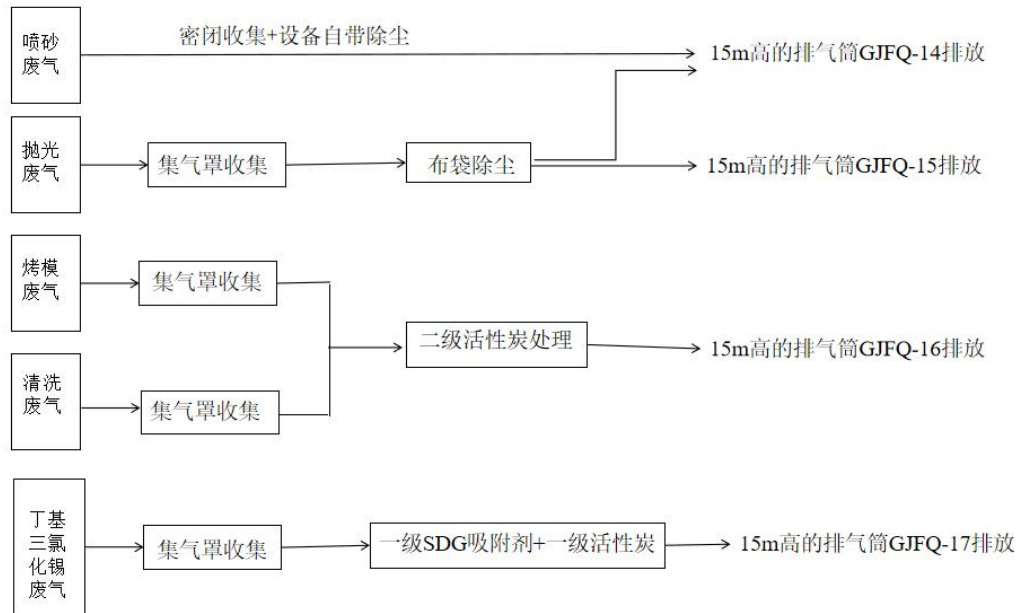 喷砂
废气
密闭收集+设备自带除尘
15m高的排气筒GJFQ-14排放
抛光
废气
集气罩收集
布袋除尘
15m高的排气筒GJFQ-15排放
烤模
废气
集气罩收集
二级活性炭处理
15m高的排气筒GJFQ-16排放
清洗
废气
集气罩收集
丁基
三氯
化锡
废气
集气罩收集
一级SDG吸附剂+一级活性炭
15m高的排气筒GJFQ-17排放